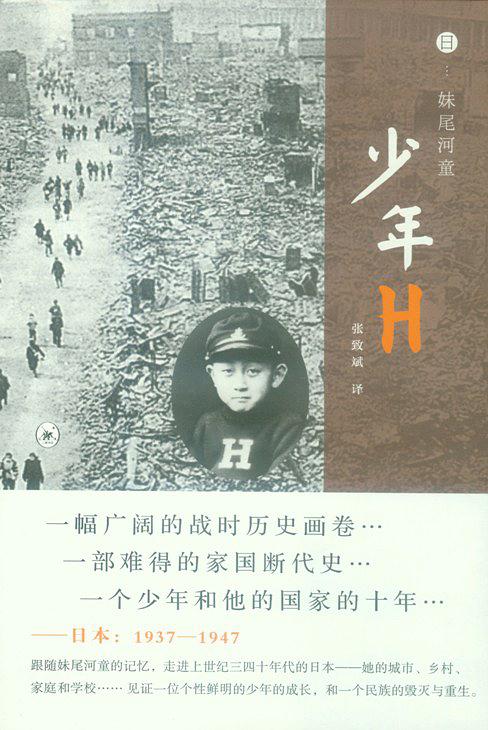 日 … 妹尾河童
少年H
张致斌 译
H
一幅广阔的战时历史画卷…
一部难得的家国断代史…
一个少年和他的国家的十年…
——日本：1937—1947
跟随妹尾河童的记忆，走进上世纪三四十年代的日本——她的城市、乡村、
家庭和学校…… 见证一位个性鲜明的少年的成长，和一个民族的毁灭与重生。